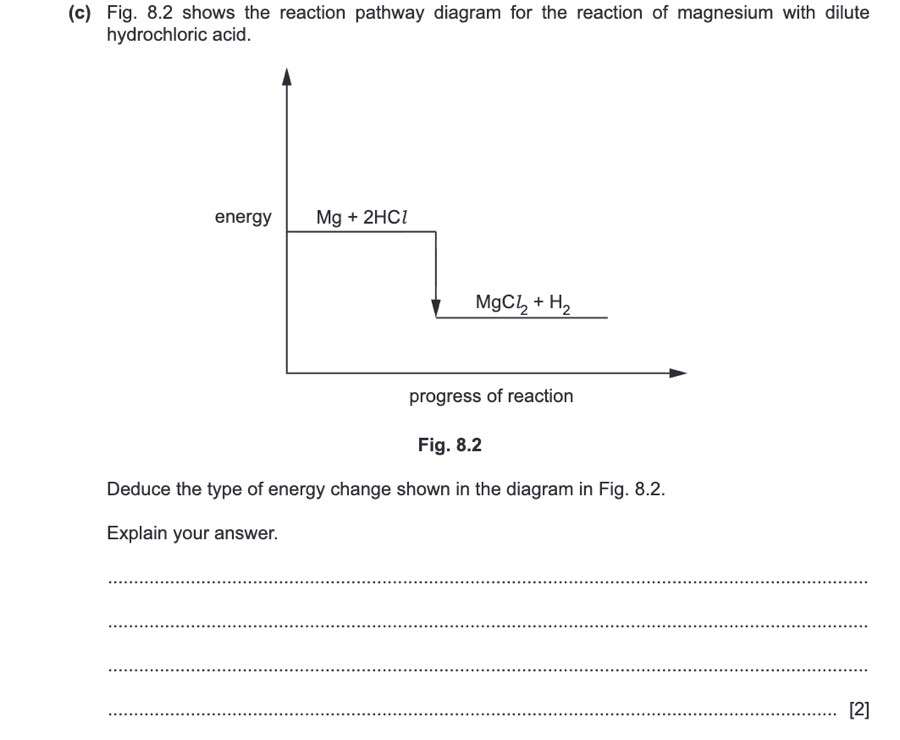 (c) Fig. 8.2 shows the reaction pathway diagram for the reaction of magnesium with dilute
hydrochloric acid.
energy
Mg + 2HCl
MgCl₂ + H₂
progress of reaction
Fig. 8.2
Deduce the type of energy change shown in the diagram in Fig. 8.2.
Explain your answer.
[2]